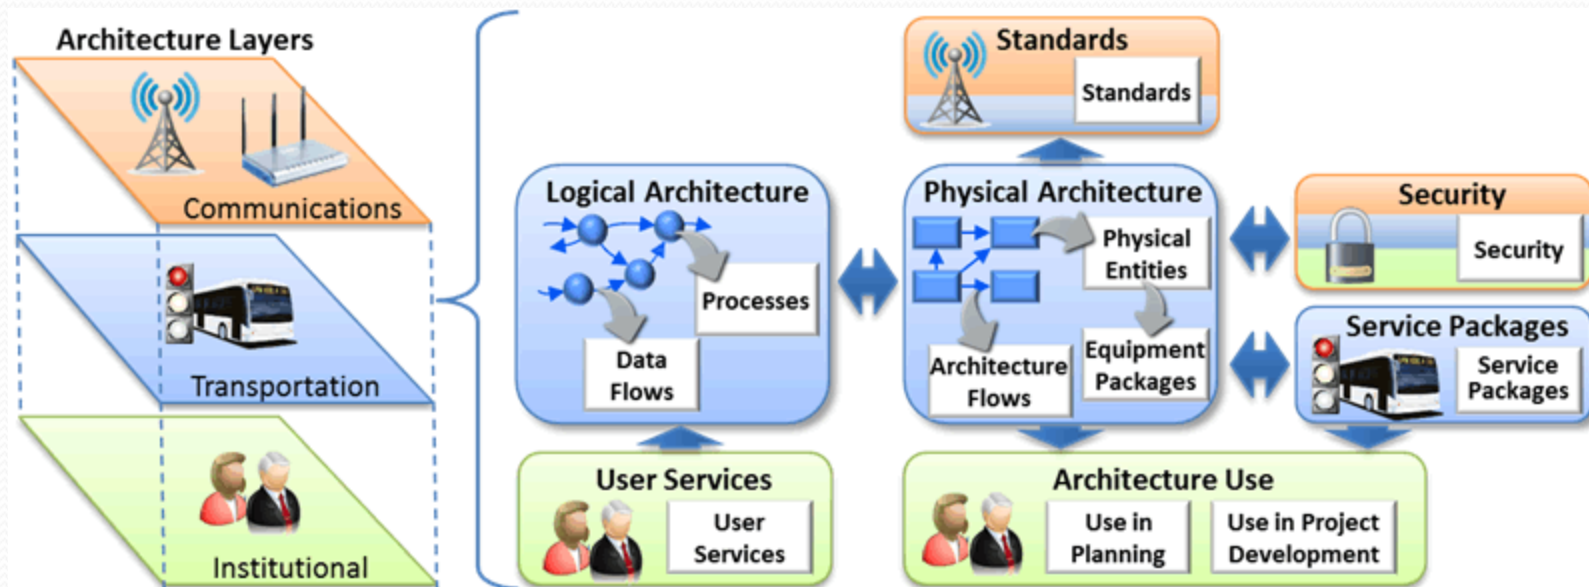 Architecture Layers
Communications
Transportation
Institutional
Standards
Standards
Logical Architecture
Processes
Data
Flows
Physical Architecture
Physical
Entities
Architecture
Flows
Equipment
Packages
Security
Security
Service Packages
Service
Packages
User Services
User
Services
Architecture Use
Use in
Planning
Use in Project
Development